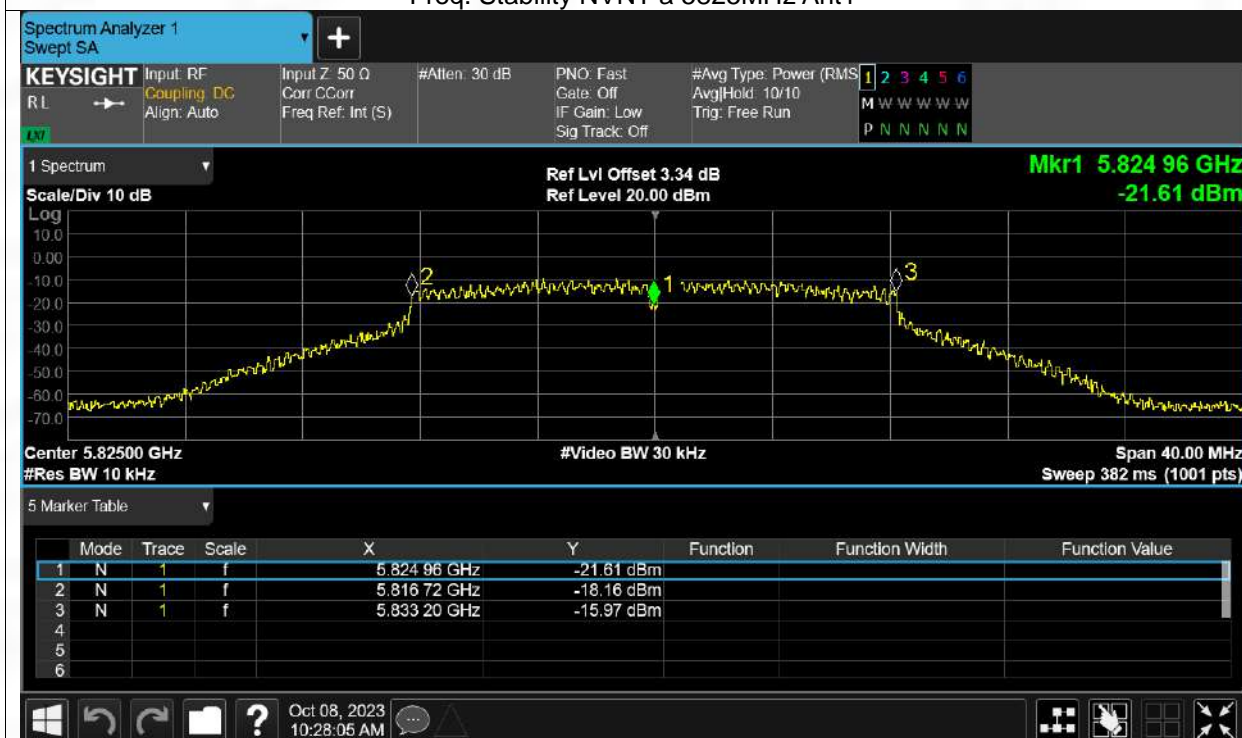 Freq. Stability NVNT a 5825MHz Ant1
Spectrum Analyzer 1
Swept SA
+
KEYSIGHT
RL
LXI
Input: RF
Coupling: DC
Align: Auto
Input Z: 50 Ω
Corr CCorr
Freq Ref: Int (S)
#Atten: 30 dB
PNO: Fast
Gate: Off
IF Gain: Low
Sig Track: Off
#Avg Type: Power (RMS
Avg|Hold: 10/10
Trig: Free Run
1 2 3 4 5 6
M W W W W W
P N N N N N
1 Spectrum
Scale/Div 10 dB
Ref Lvl Offset 3.34 dB
Ref Level 20.00 dBm
Mkr1 5.824 96 GHz
-21.61 dBm
Log
10.0
0.00
-10.0
-20.0
-30.0
-40.0
-50.0
-60.0
-70.0
2
1
3
Center 5.82500 GHz
#Video BW 30 kHz
Span 40.00 MHz
#Res BW 10 kHz
Sweep 382 ms (1001 pts)
5 Marker Table
Mode Trace Scale X Y Function Function Width Function Value
1 N 1 f 5.824 96 GHz -21.61 dBm
2 N 1 f 5.816 72 GHz -18.16 dBm
3 N 1 f 5.833 20 GHz -15.97 dBm
4
5
6
?
Oct 08, 2023
10:28:05 AM